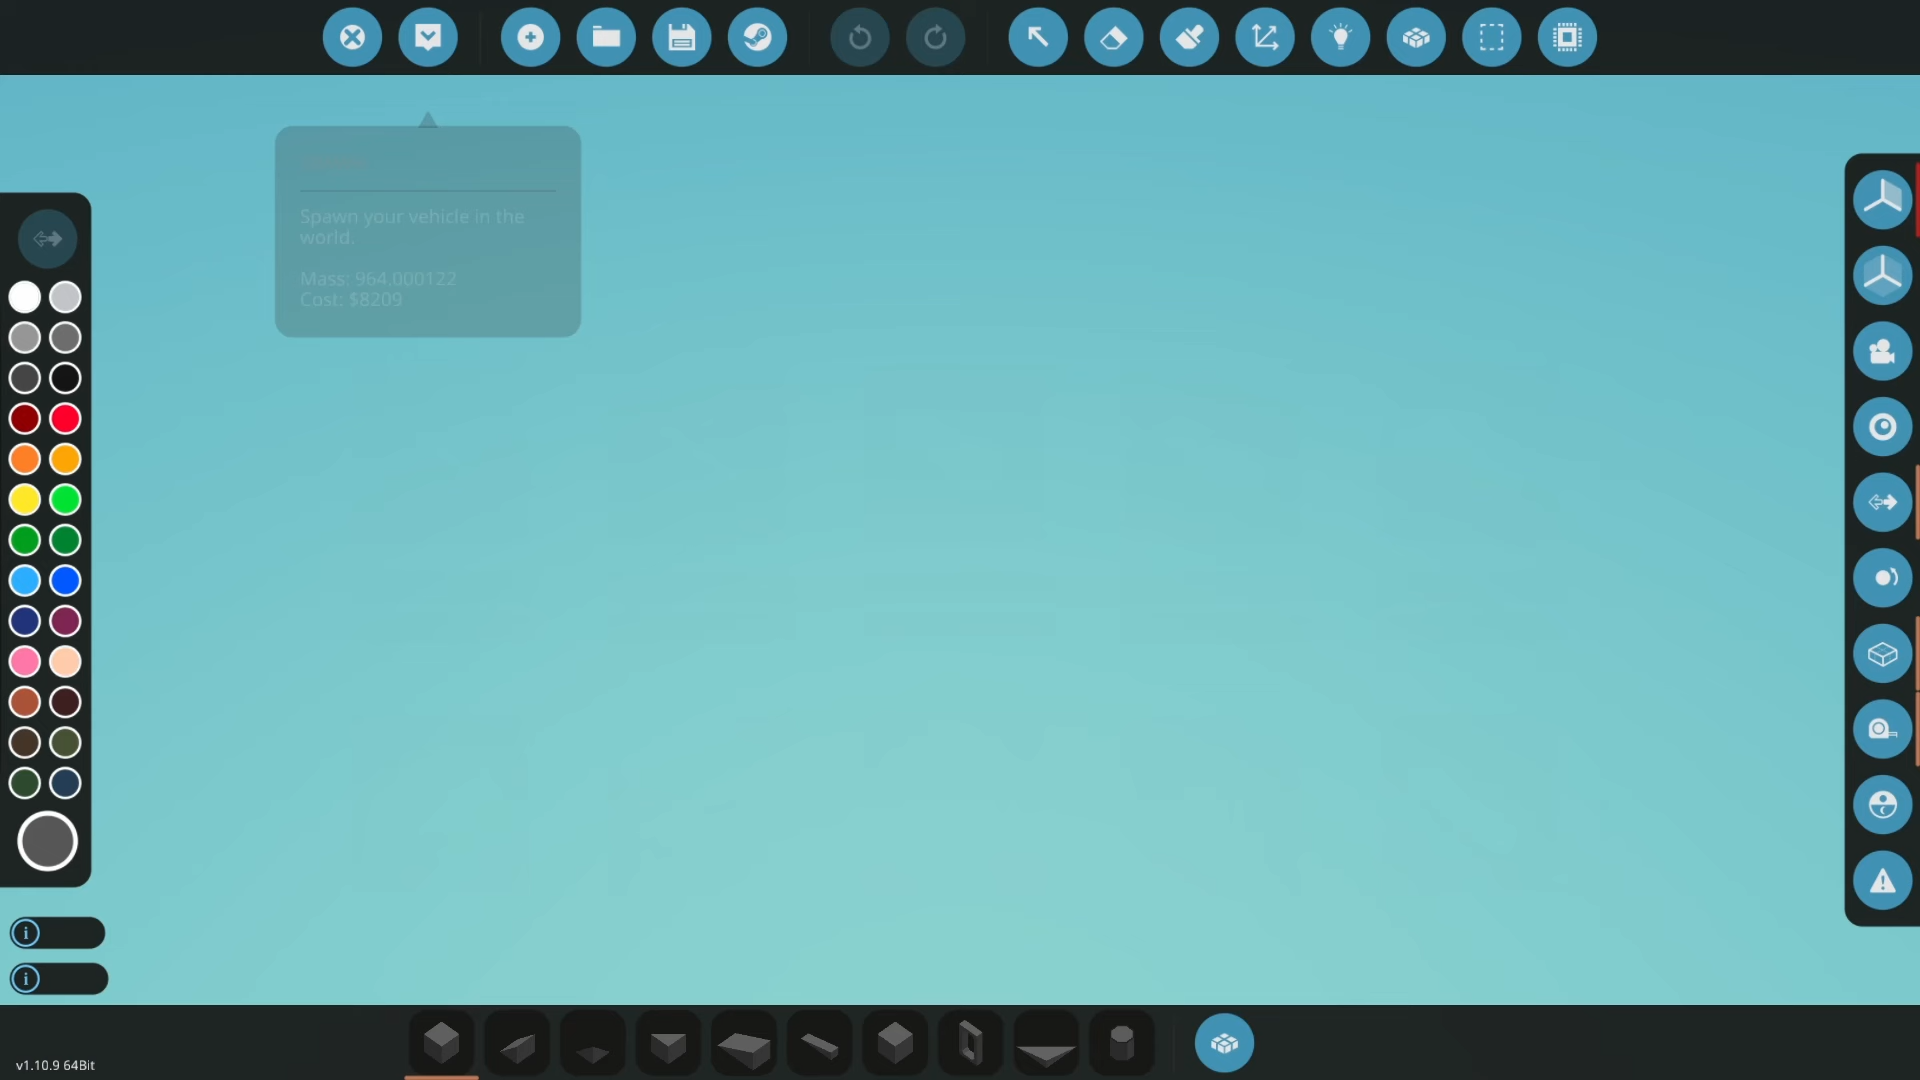 Spawn your vehicle in the
world.
Mass: 964.000122
Cost: $8209
v1.10.9 64Bit